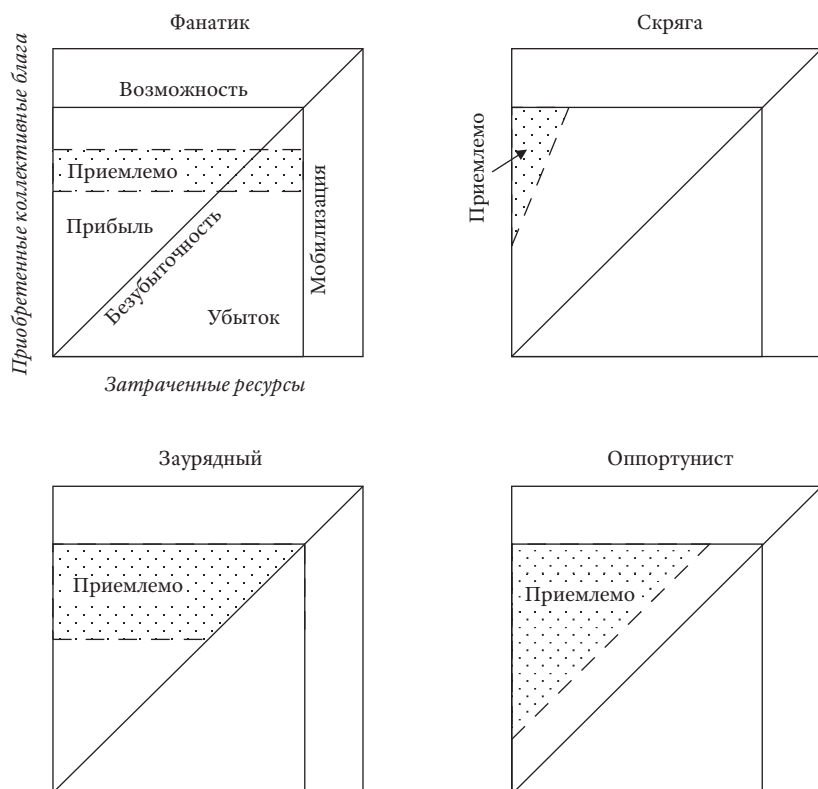 Фанатик
Скряга
Приобретенные коллективные блага
Возможность
Приемлемо
Прибыль
Безубыточность
Убыток
Мобилизация
Затраченные ресурсы
Приемлемо
Заурядный
Оппортунист
Приемлемо
Приемлемо